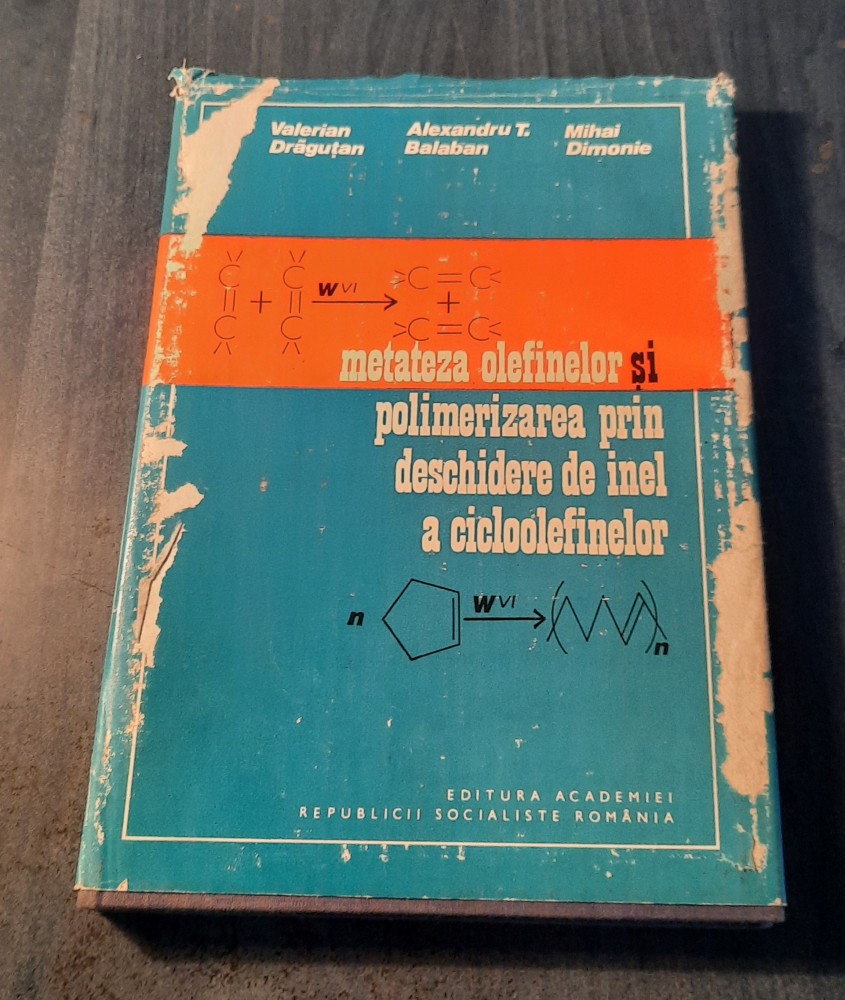 Valerian Alexandru T. Mihai
Drăguțan Balaban Dimonie
C C W VI >C=C<
|| + || → +
C C >C=C<
metateza olefinelor și
polimerizarea prin
deschidere de inel
a cicloolefinelor
n W VI n
EDITURA ACADEMIEI
REPUBLICII SOCIALISTE ROMÂNIA